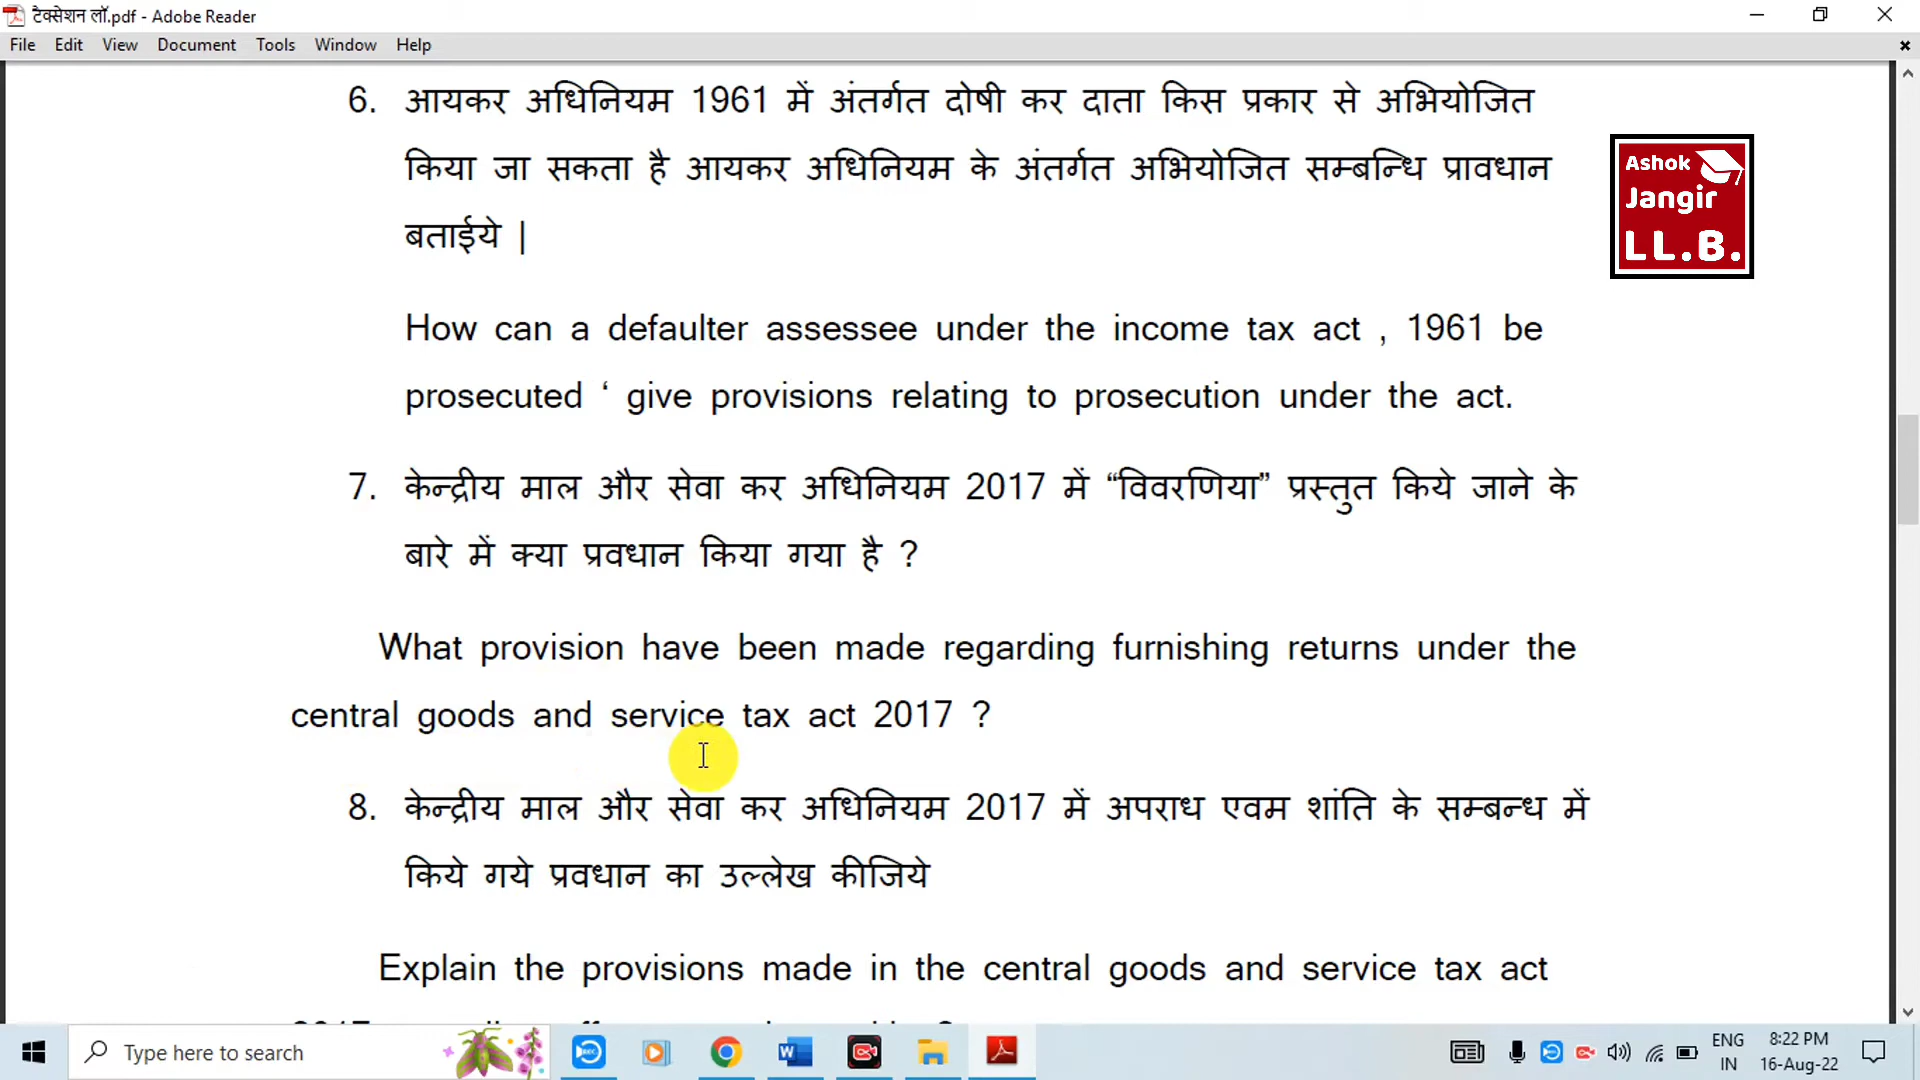 टैक्सेशन लॉ.pdf - Adobe Reader
File Edit View Document Tools Window Help
6. आयकर अधिनियम 1961 में अंतर्गत दोषी कर दाता किस प्रकार से अभियोजित
किया जा सकता है आयकर अधिनियम के अंतर्गत अभियोजित सम्बन्धि प्रावधान
बताईये |
Ashok
Jangir
LL.B.
How can a defaulter assessee under the income tax act , 1961 be
prosecuted ‘ give provisions relating to prosecution under the act.
7. केन्द्रीय माल और सेवा कर अधिनियम 2017 में “विवरणिया” प्रस्तुत किये जाने के
बारे में क्या प्रवधान किया गया है ?
What provision have been made regarding furnishing returns under the
central goods and service tax act 2017 ?
8. केन्द्रीय माल और सेवा कर अधिनियम 2017 में अपराध एवम शांति के सम्बन्ध में
किये गये प्रवधान का उल्लेख कीजिये
Explain the provisions made in the central goods and service tax act
Type here to search
ENG
IN
8:22 PM
16-Aug-22